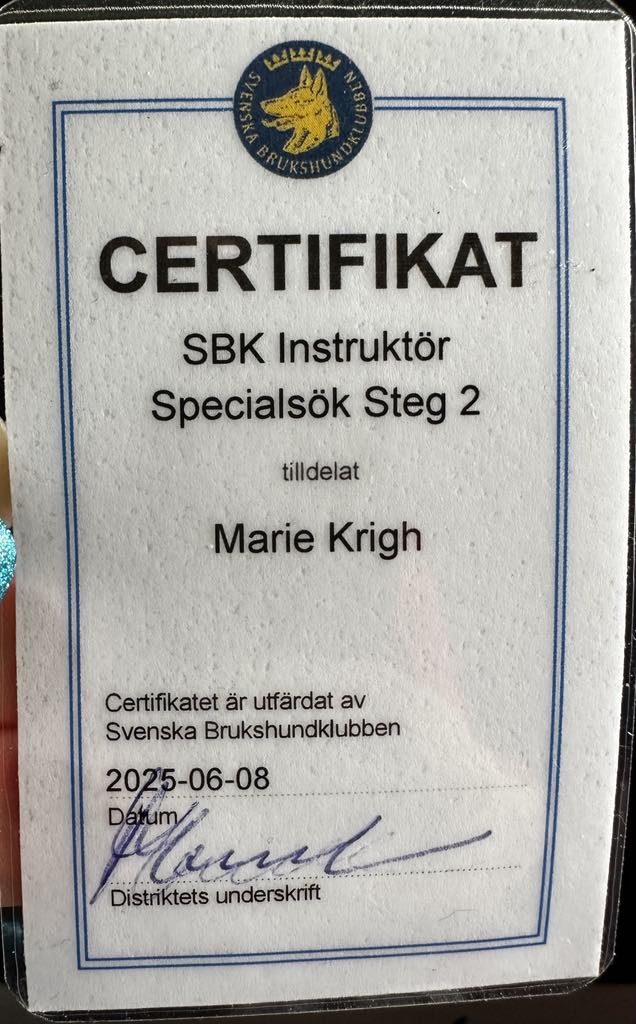 SVENSKA BRUKSHUNDKLUBBEN
CERTIFIKAT
SBK Instruktör
Specialsök Steg 2
tilldelat
Marie Krigh
Certifikatet är utfärdat av
Svenska Brukshundklubben
2025-06-08
Datum
Distriktets underskrift